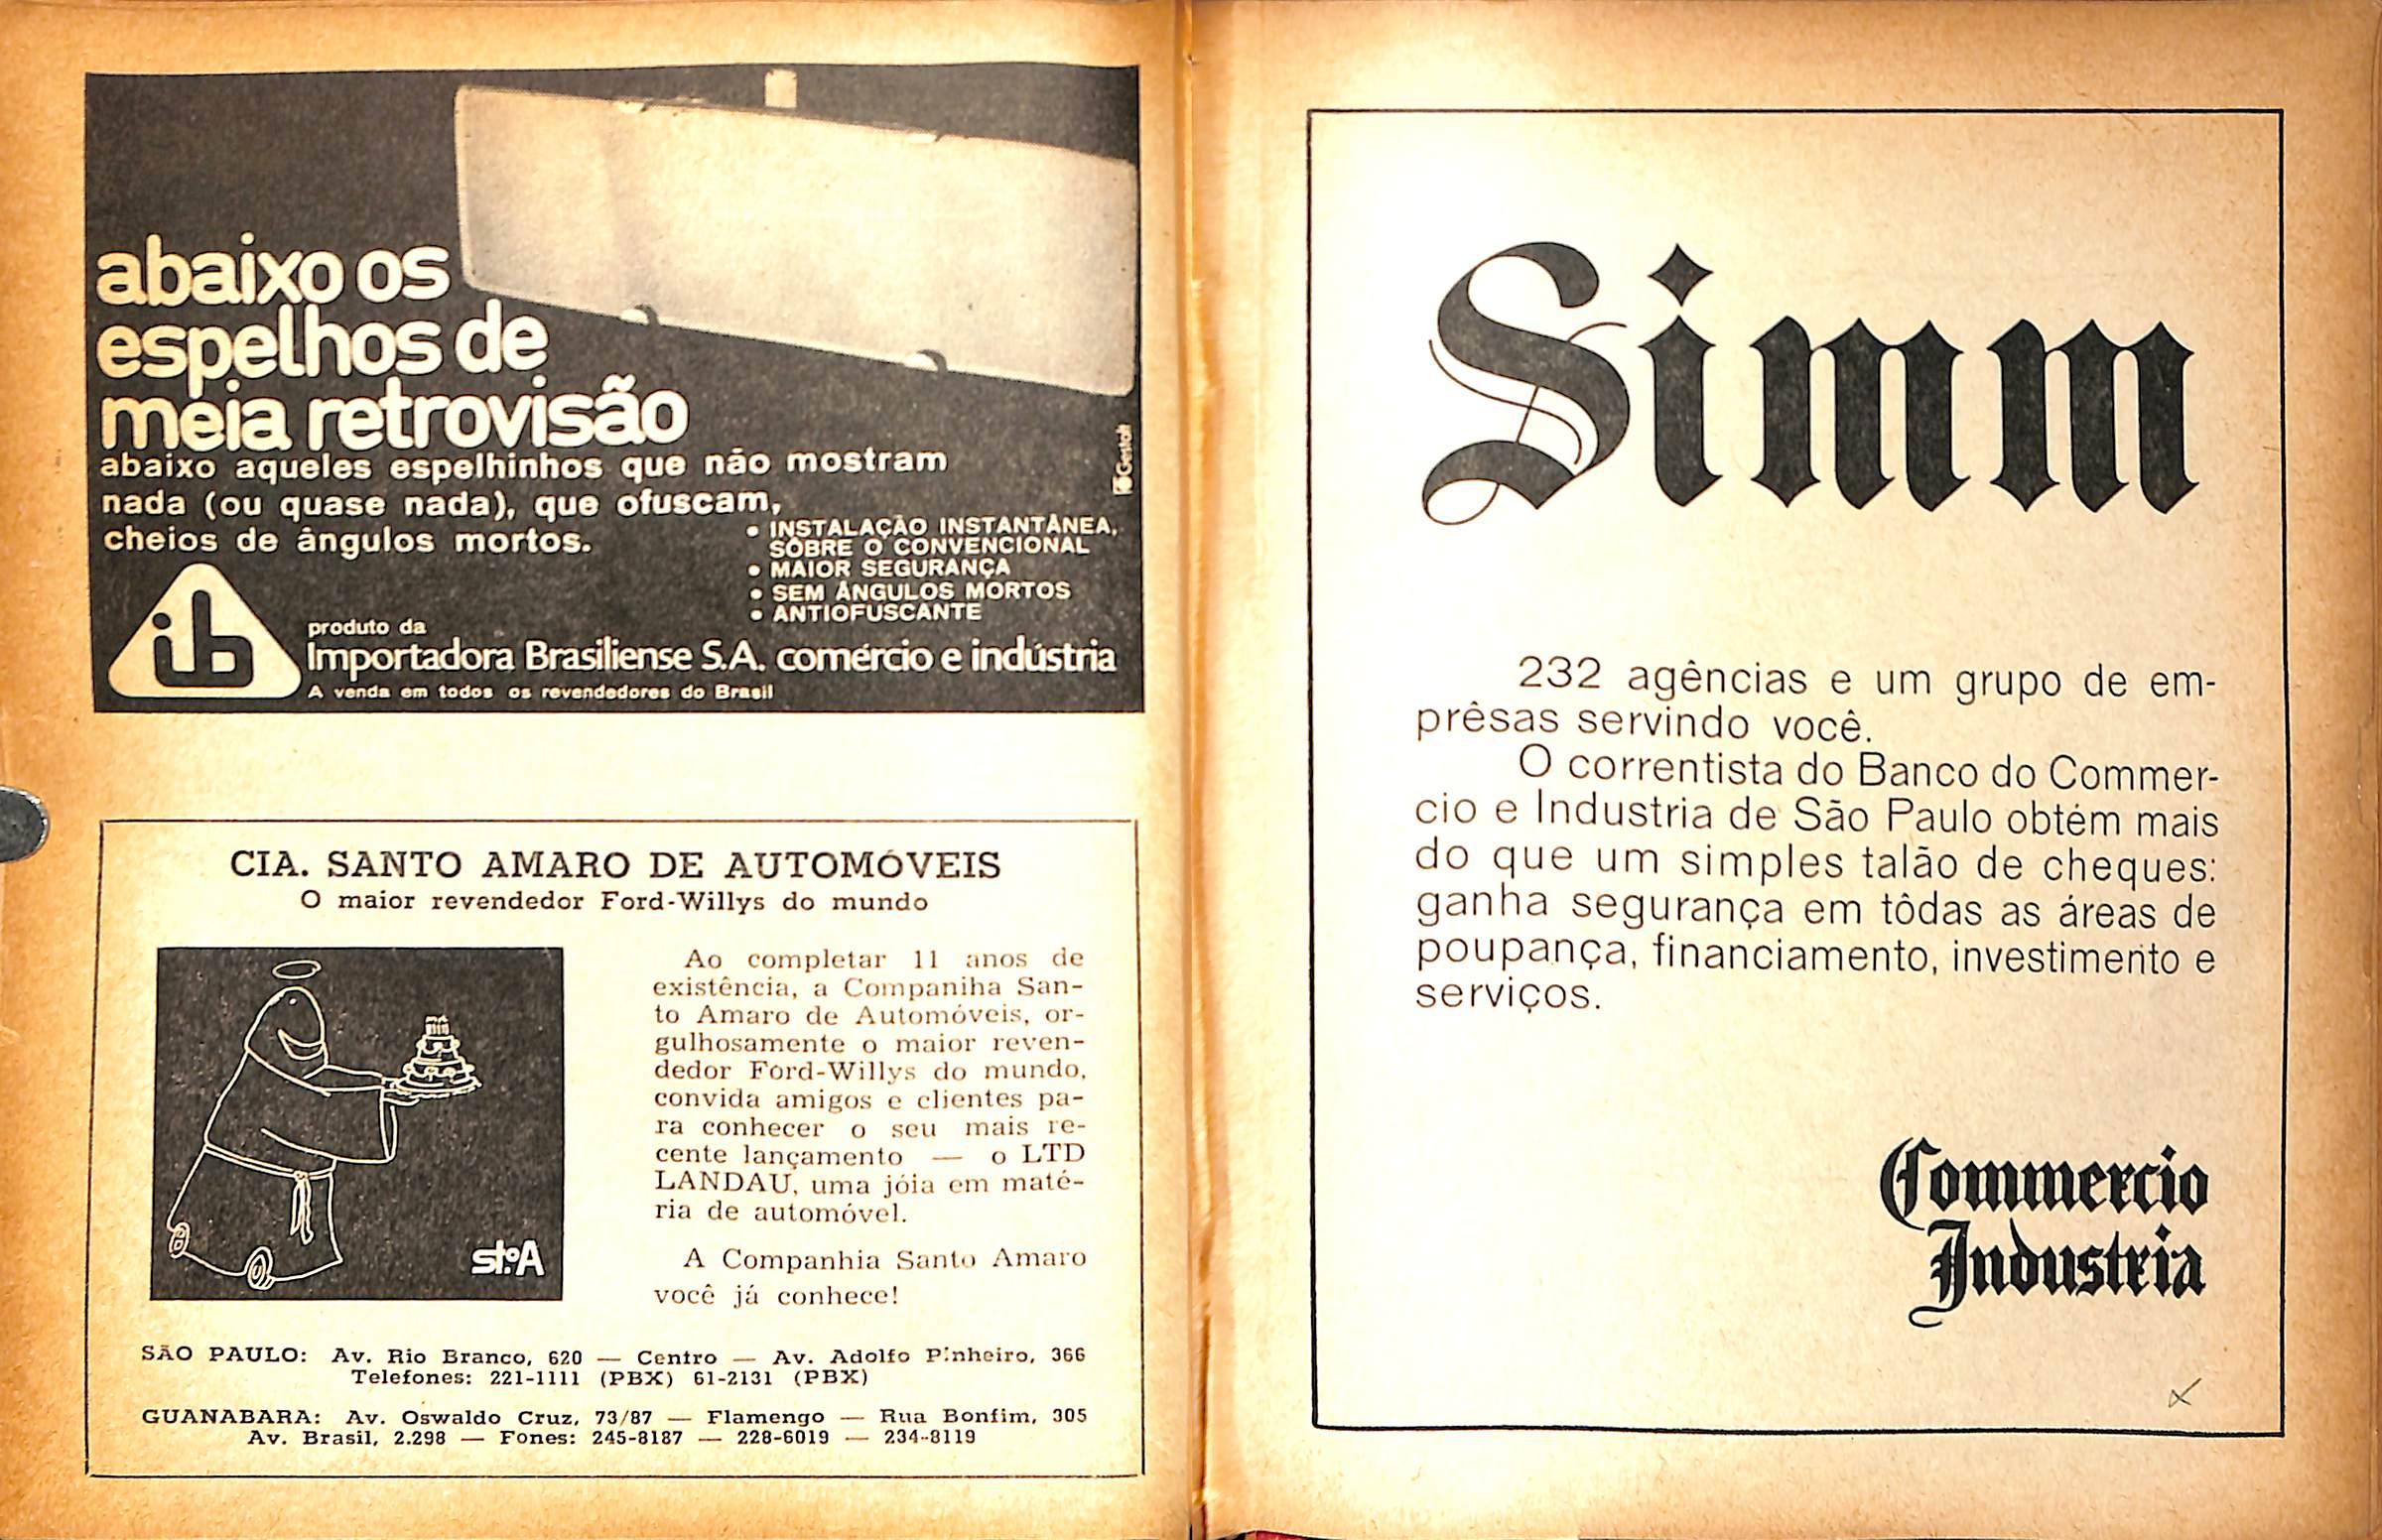 abaixo os
espelhos de
meia retrovisão
abaixo aqueles espelhinhos que não mostram
nada (ou quase nada), que ofuscam,
cheios de ângulos mortos.
• INSTALAÇÃO INSTANTÂNEA,
SÔBRE O CONVENCIONAL
• MAIOR SEGURANÇA
• SEM ÂNGULOS MORTOS
• ANTIOFUSCANTE
Gestalt
ib
produto da
Importadora Brasiliense S.A. comércio e indústria
A venda em todos os revendedores do Brasil
CIA. SANTO AMARO DE AUTOMÓVEIS
O maior revendedor Ford-Willys do mundo
Ao completar 11 anos de
existência, a Companiha San-
to Amaro de Automóveis, or-
gulhosamente o maior reven-
dedor Ford-Willys do mundo,
convida amigos e clientes pa-
ra conhecer o seu mais re-
cente lançamento — o LTD
LANDAU, uma jóia em maté-
ria de automóvel.
A Companhia Santo Amaro
você já conhece!
sto.A
SÃO PAULO: Av. Rio Branco, 620 — Centro — Av. Adolfo Pinheiro, 366
Telefones: 221-1111 (PBX) 61-2131 (PBX)
GUANABARA: Av. Oswaldo Cruz, 73/87 — Flamengo — Rua Bonfim, 305
Av. Brasil, 2.298 — Fones: 245-8187 — 228-6019 — 234-8119
Simm
232 agências e um grupo de em-
prêsas servindo você.
O correntista do Banco do Commer-
cio e Industria de São Paulo obtém mais
do que um simples talão de cheques:
ganha segurança em tôdas as áreas de
poupança, financiamento, investimento e
serviços.
Commercio
Industria